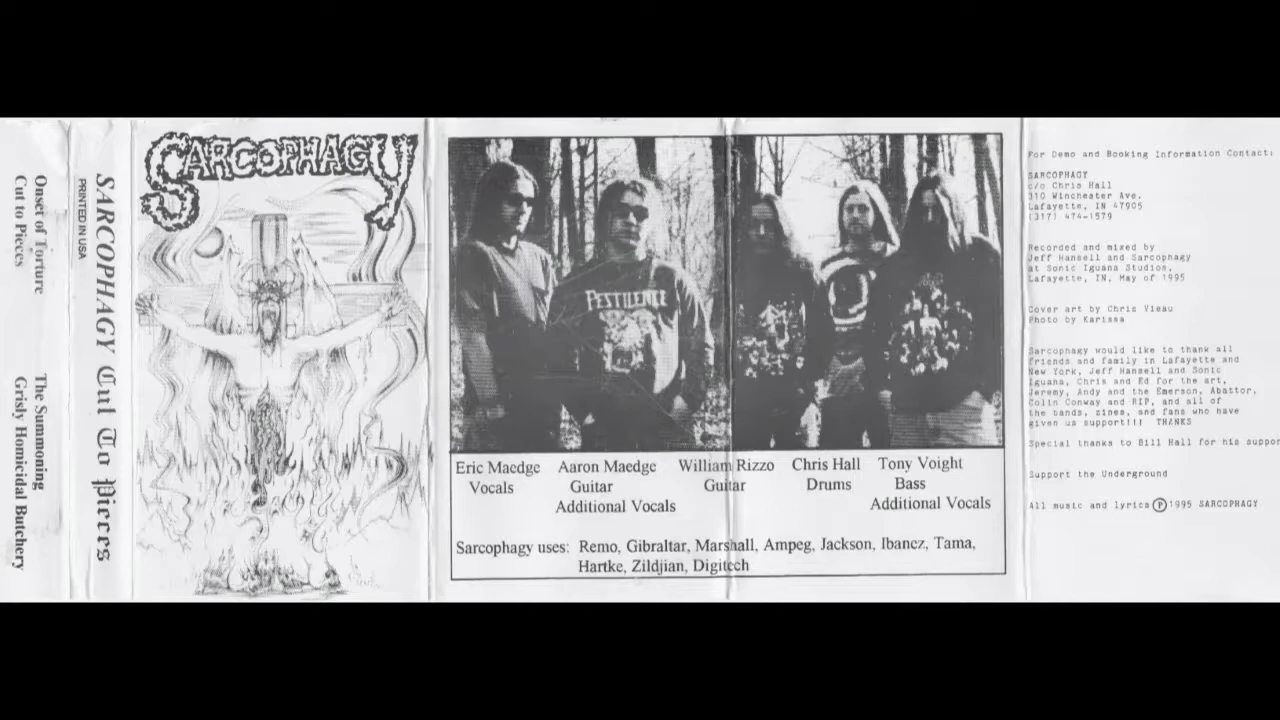 Onset of Torture
Cut to Pieces
The Summoning
Grisly Homicidal Butchery
SARCOPHAGY Cut To Pieces
PRINTED IN USA
SARCOPHAGY
PESTILENCE
Eric Maedge
Vocals
Aaron Maedge
Guitar
Additional Vocals
William Rizzo
Guitar
Chris Hall
Drums
Tony Voight
Bass
Additional Vocals
Sarcophagy uses: Remo, Gibraltar, Marshall, Ampeg, Jackson, Ibanez, Tama,
Hartke, Zildjian, Digitech
For Demo and Booking Information Contact:
SARCOPHAGY
c/o Chris Hall
310 Winchester Ave.
Lafayette, IN 47905
(317) 474-1579
Recorded and mixed by
Jeff Hansell and Sarcophagy
at Sonic Iguana Studios,
Lafayette, IN, May of 1995
Cover art by Chris Vieau
Photo by Karissa
Sarcophagy would like to thank all
friends and family in Lafayette and
New York, Jeff Hansell and Sonic
Iguana, Chris and Ed for the art,
Jeremy, Andy and the Emerson, Abattor,
Colin Conway and RIP, and all of
the bands, zines, and fans who have
given us support!!! THANKS
Special thanks to Bill Hall for his suppor
Support the Underground
All music and lyrics Ⓟ 1995 SARCOPHAGY